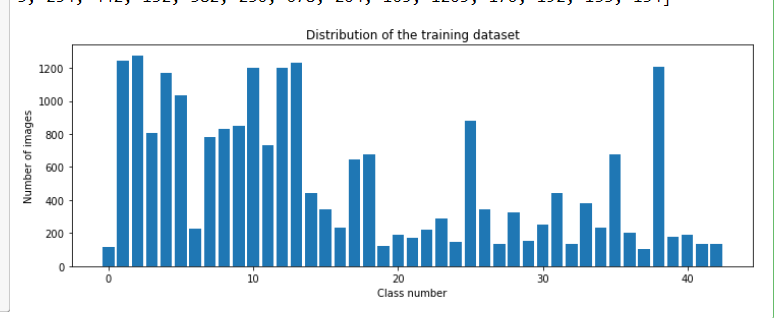 Distribution of the training dataset
1200
1000
800
600
400
200
0
Number of images
0 10 20 30 40
Class number